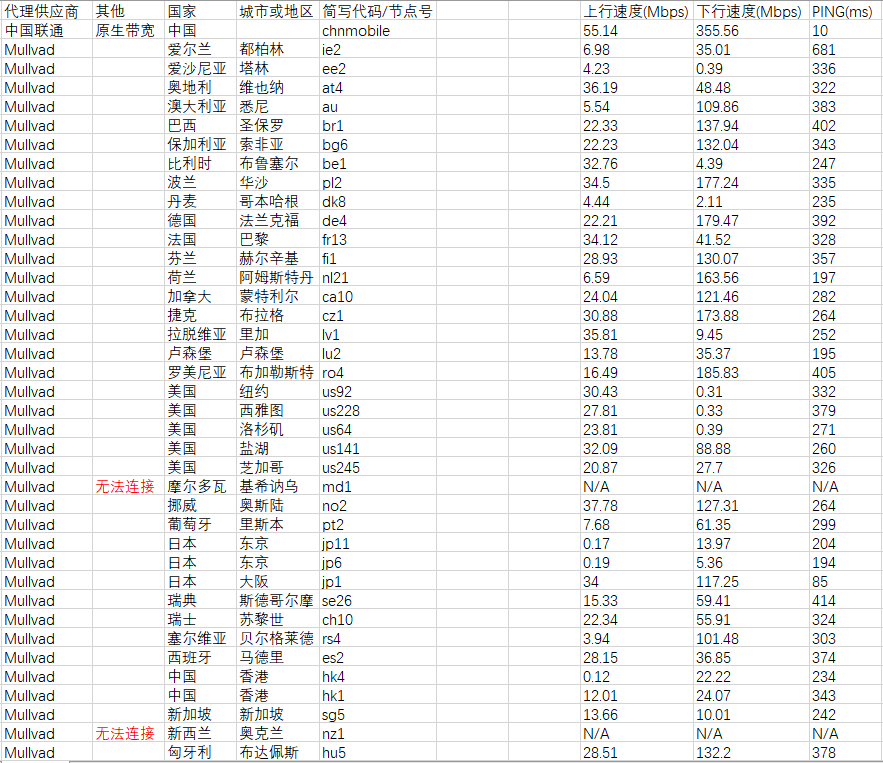 代理供应商 其他 国家 城市或地区 简写代码/节点号 上行速度(Mbps) 下行速度(Mbps) PING(ms)
中国联通 原生带宽 中国 chnmobile 55.14 355.56 10
Mullvad 爱尔兰 都柏林 ie2 6.98 35.01 681
Mullvad 爱沙尼亚 塔林 ee2 4.23 0.39 336
Mullvad 奥地利 维也纳 at4 36.19 48.48 322
Mullvad 澳大利亚 悉尼 au 5.54 109.86 383
Mullvad 巴西 圣保罗 br1 22.33 137.94 402
Mullvad 保加利亚 索非亚 bg6 22.23 132.04 343
Mullvad 比利时 布鲁塞尔 be1 32.76 4.39 247
Mullvad 波兰 华沙 pl2 34.5 177.24 335
Mullvad 丹麦 哥本哈根 dk8 4.44 2.11 235
Mullvad 德国 法兰克福 de4 22.21 179.47 392
Mullvad 法国 巴黎 fr13 34.12 41.52 328
Mullvad 芬兰 赫尔辛基 fi1 28.93 130.07 357
Mullvad 荷兰 阿姆斯特丹 nl21 6.59 163.56 197
Mullvad 加拿大 蒙特利尔 ca10 24.04 121.46 282
Mullvad 捷克 布拉格 cz1 30.88 173.88 264
Mullvad 拉脱维亚 里加 lv1 35.81 9.45 252
Mullvad 卢森堡 卢森堡 lu2 13.78 35.37 195
Mullvad 罗美尼亚 布加勒斯特 ro4 16.49 185.83 405
Mullvad 美国 纽约 us92 30.43 0.31 332
Mullvad 美国 西雅图 us228 27.81 0.33 379
Mullvad 美国 洛杉矶 us64 23.81 0.39 271
Mullvad 美国 盐湖 us141 32.09 88.88 260
Mullvad 美国 芝加哥 us245 20.87 27.7 326
Mullvad 无法连接 摩尔多瓦 基希讷乌 md1 N/A N/A N/A
Mullvad 挪威 奥斯陆 no2 37.78 127.31 264
Mullvad 葡萄牙 里斯本 pt2 7.68 61.35 299
Mullvad 日本 东京 jp11 0.17 13.97 204
Mullvad 日本 东京 jp6 0.19 5.36 194
Mullvad 日本 大阪 jp1 34 117.25 85
Mullvad 瑞典 斯德哥尔摩 se26 15.33 59.41 414
Mullvad 瑞士 苏黎世 ch10 22.34 55.91 324
Mullvad 塞尔维亚 贝尔格莱德 rs4 3.94 101.48 303
Mullvad 西班牙 马德里 es2 28.15 36.85 374
Mullvad 中国 香港 hk4 0.12 22.22 234
Mullvad 中国 香港 hk1 12.01 24.07 343
Mullvad 新加坡 新加坡 sg5 13.66 10.01 242
Mullvad 无法连接 新西兰 奥克兰 nz1 N/A N/A N/A
Mullvad 匈牙利 布达佩斯 hu5 28.51 132.2 378